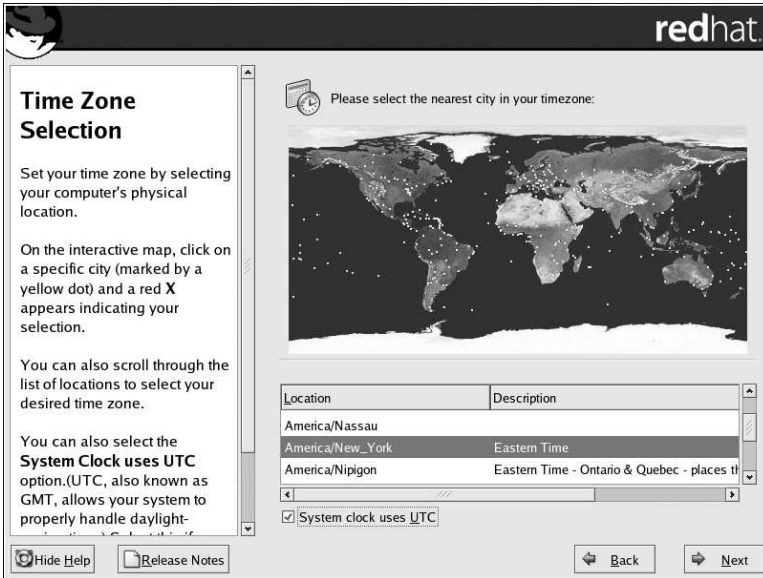 redhat.
Time Zone
Selection
Set your time zone by selecting
your computer's physical
location.
On the interactive map, click on
a specific city (marked by a
yellow dot) and a red X
appears indicating your
selection.
You can also scroll through the
list of locations to select your
desired time zone.
You can also select the
System Clock uses UTC
option.(UTC, also known as
GMT, allows your system to
properly handle daylight-
Please select the nearest city in your timezone:
Location Description
America/Nassau
America/New_York Eastern Time
America/Nipigon Eastern Time - Ontario & Quebec - places
System clock uses UTC
Hide Help Release Notes Back Next